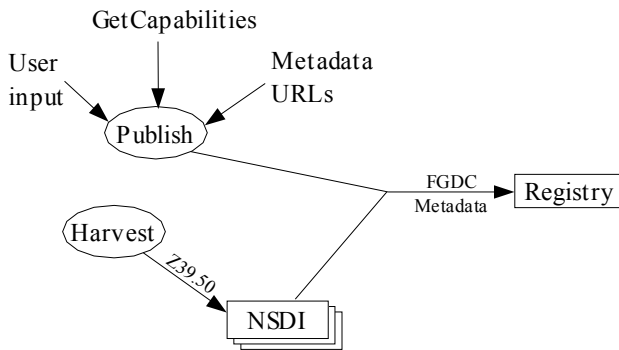 GetCapabilities
User
input
Metadata
URLs
Publish
FGDC
Metadata
Registry
Harvest
Z39.50
NSDI